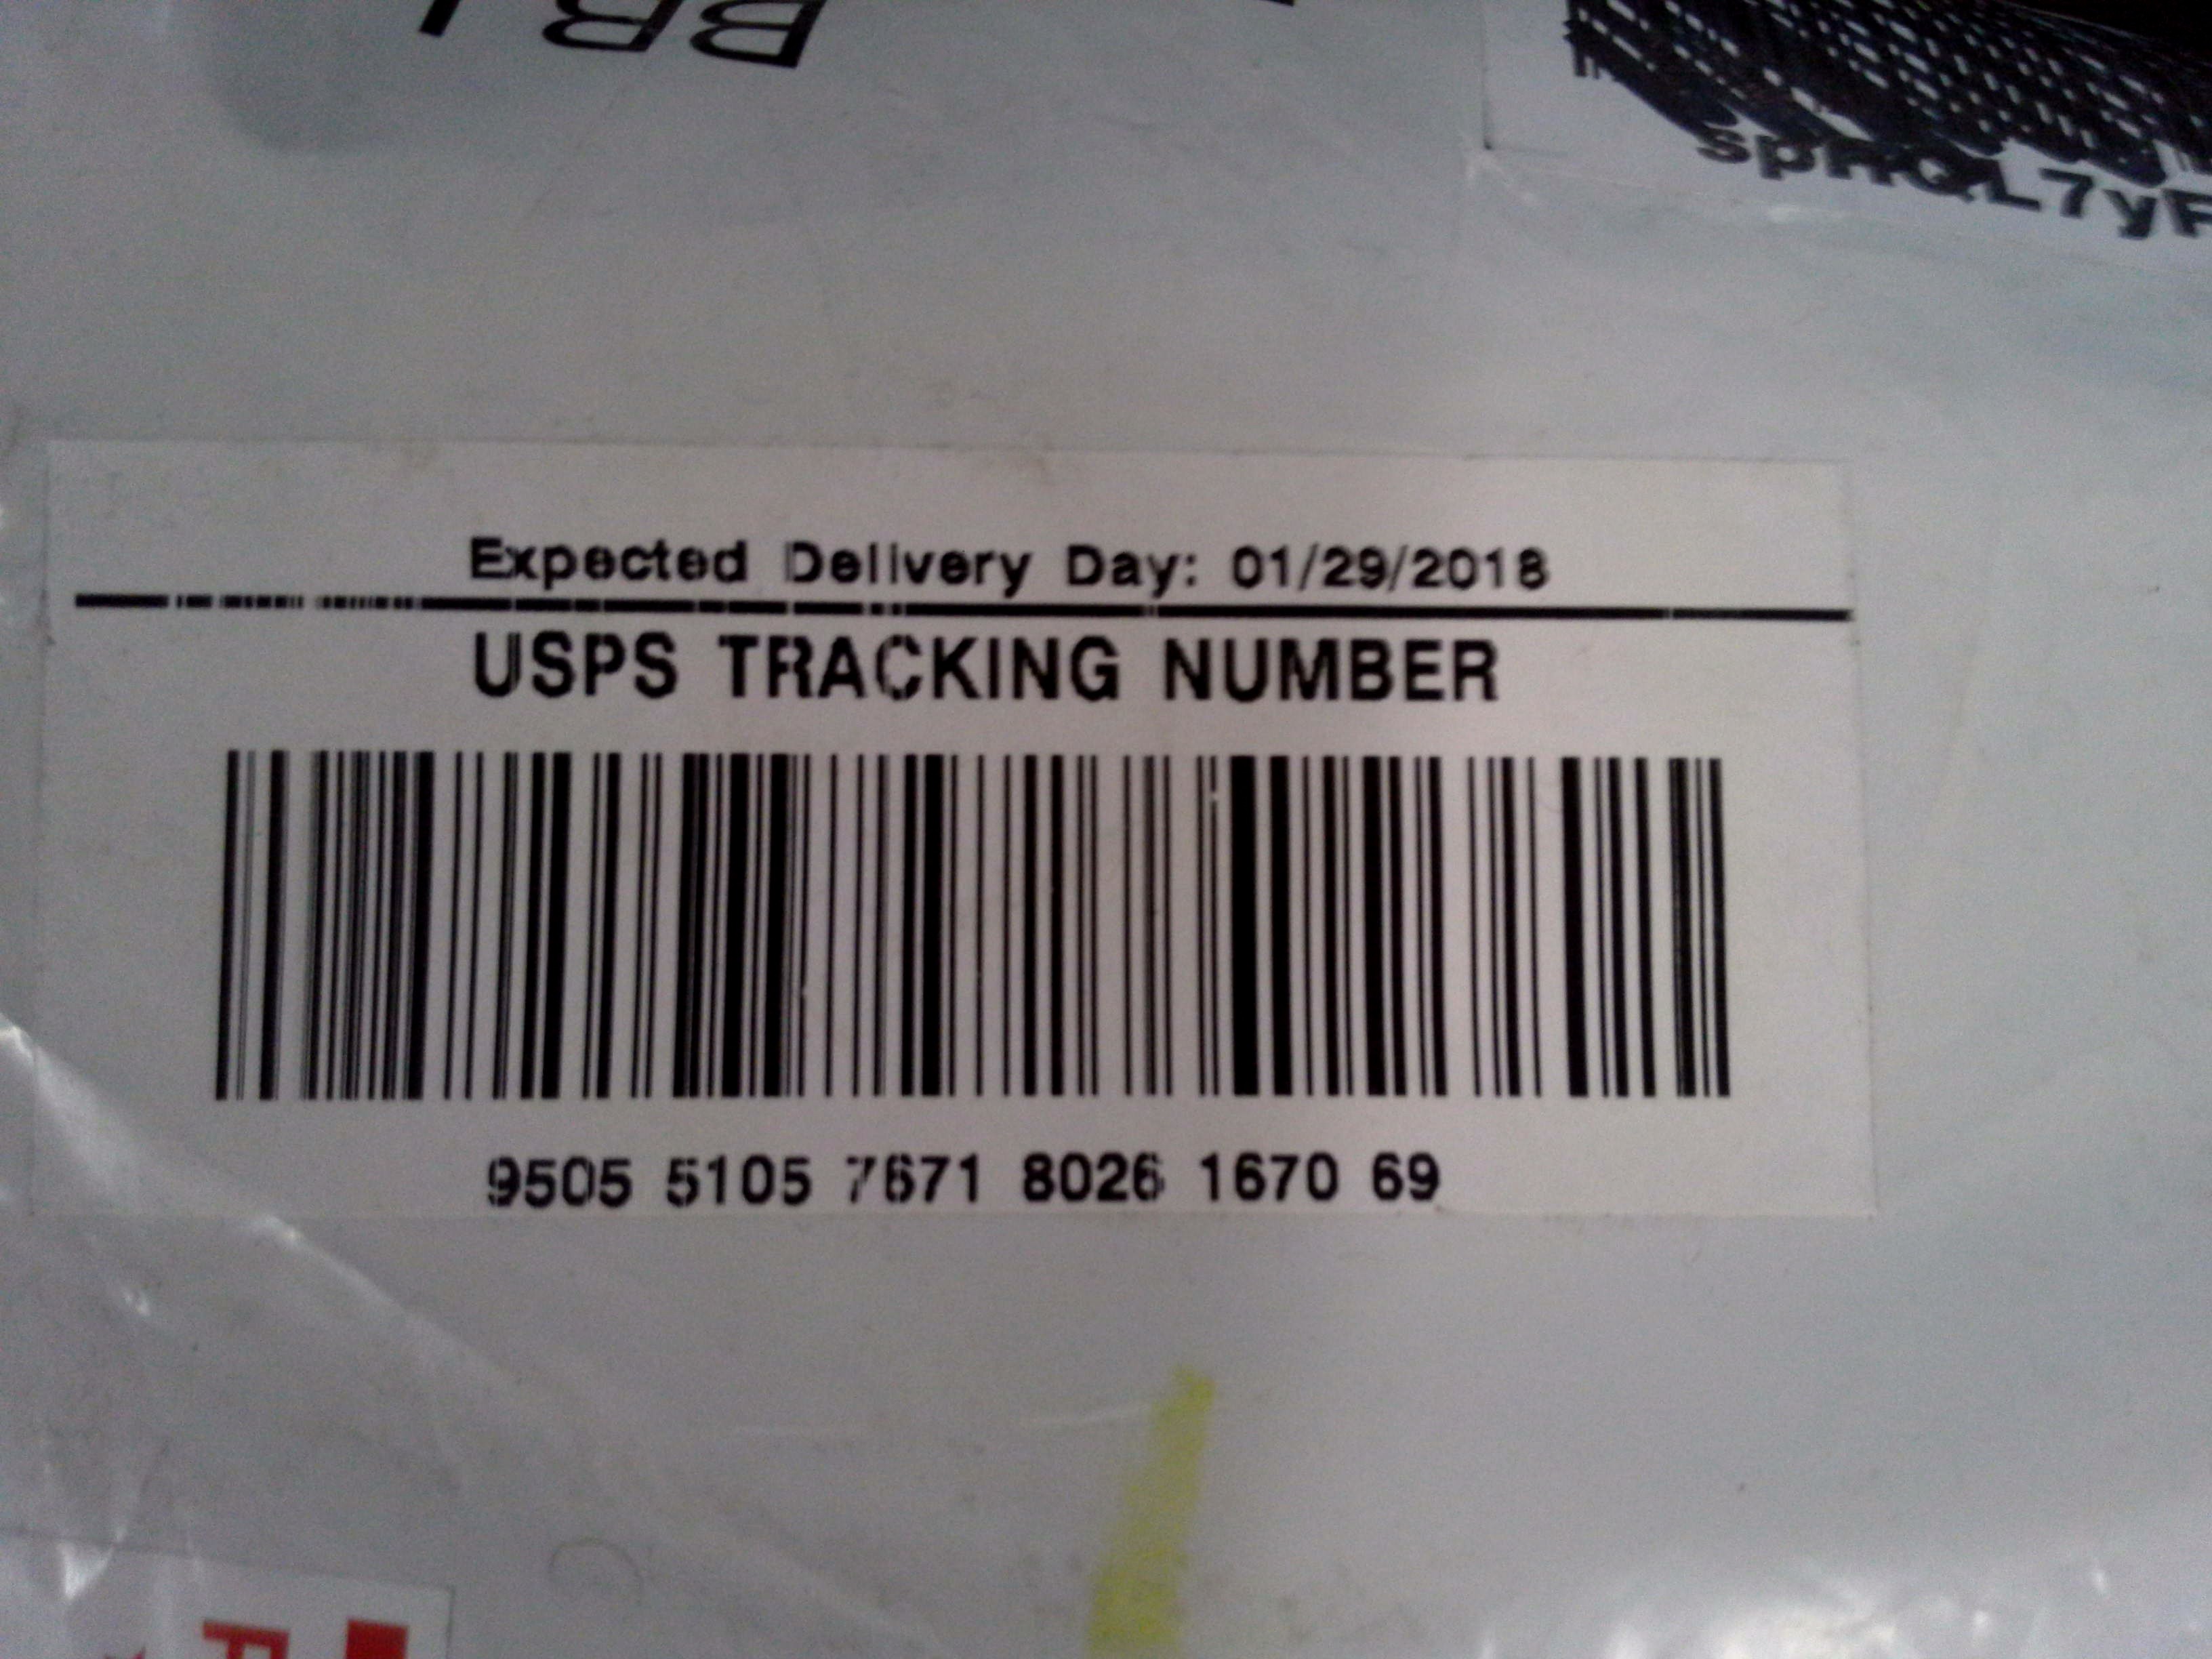 Expected Delivery Day: 01/29/2018
USPS TRACKING NUMBER
9505 5105 7671 8026 1670 69